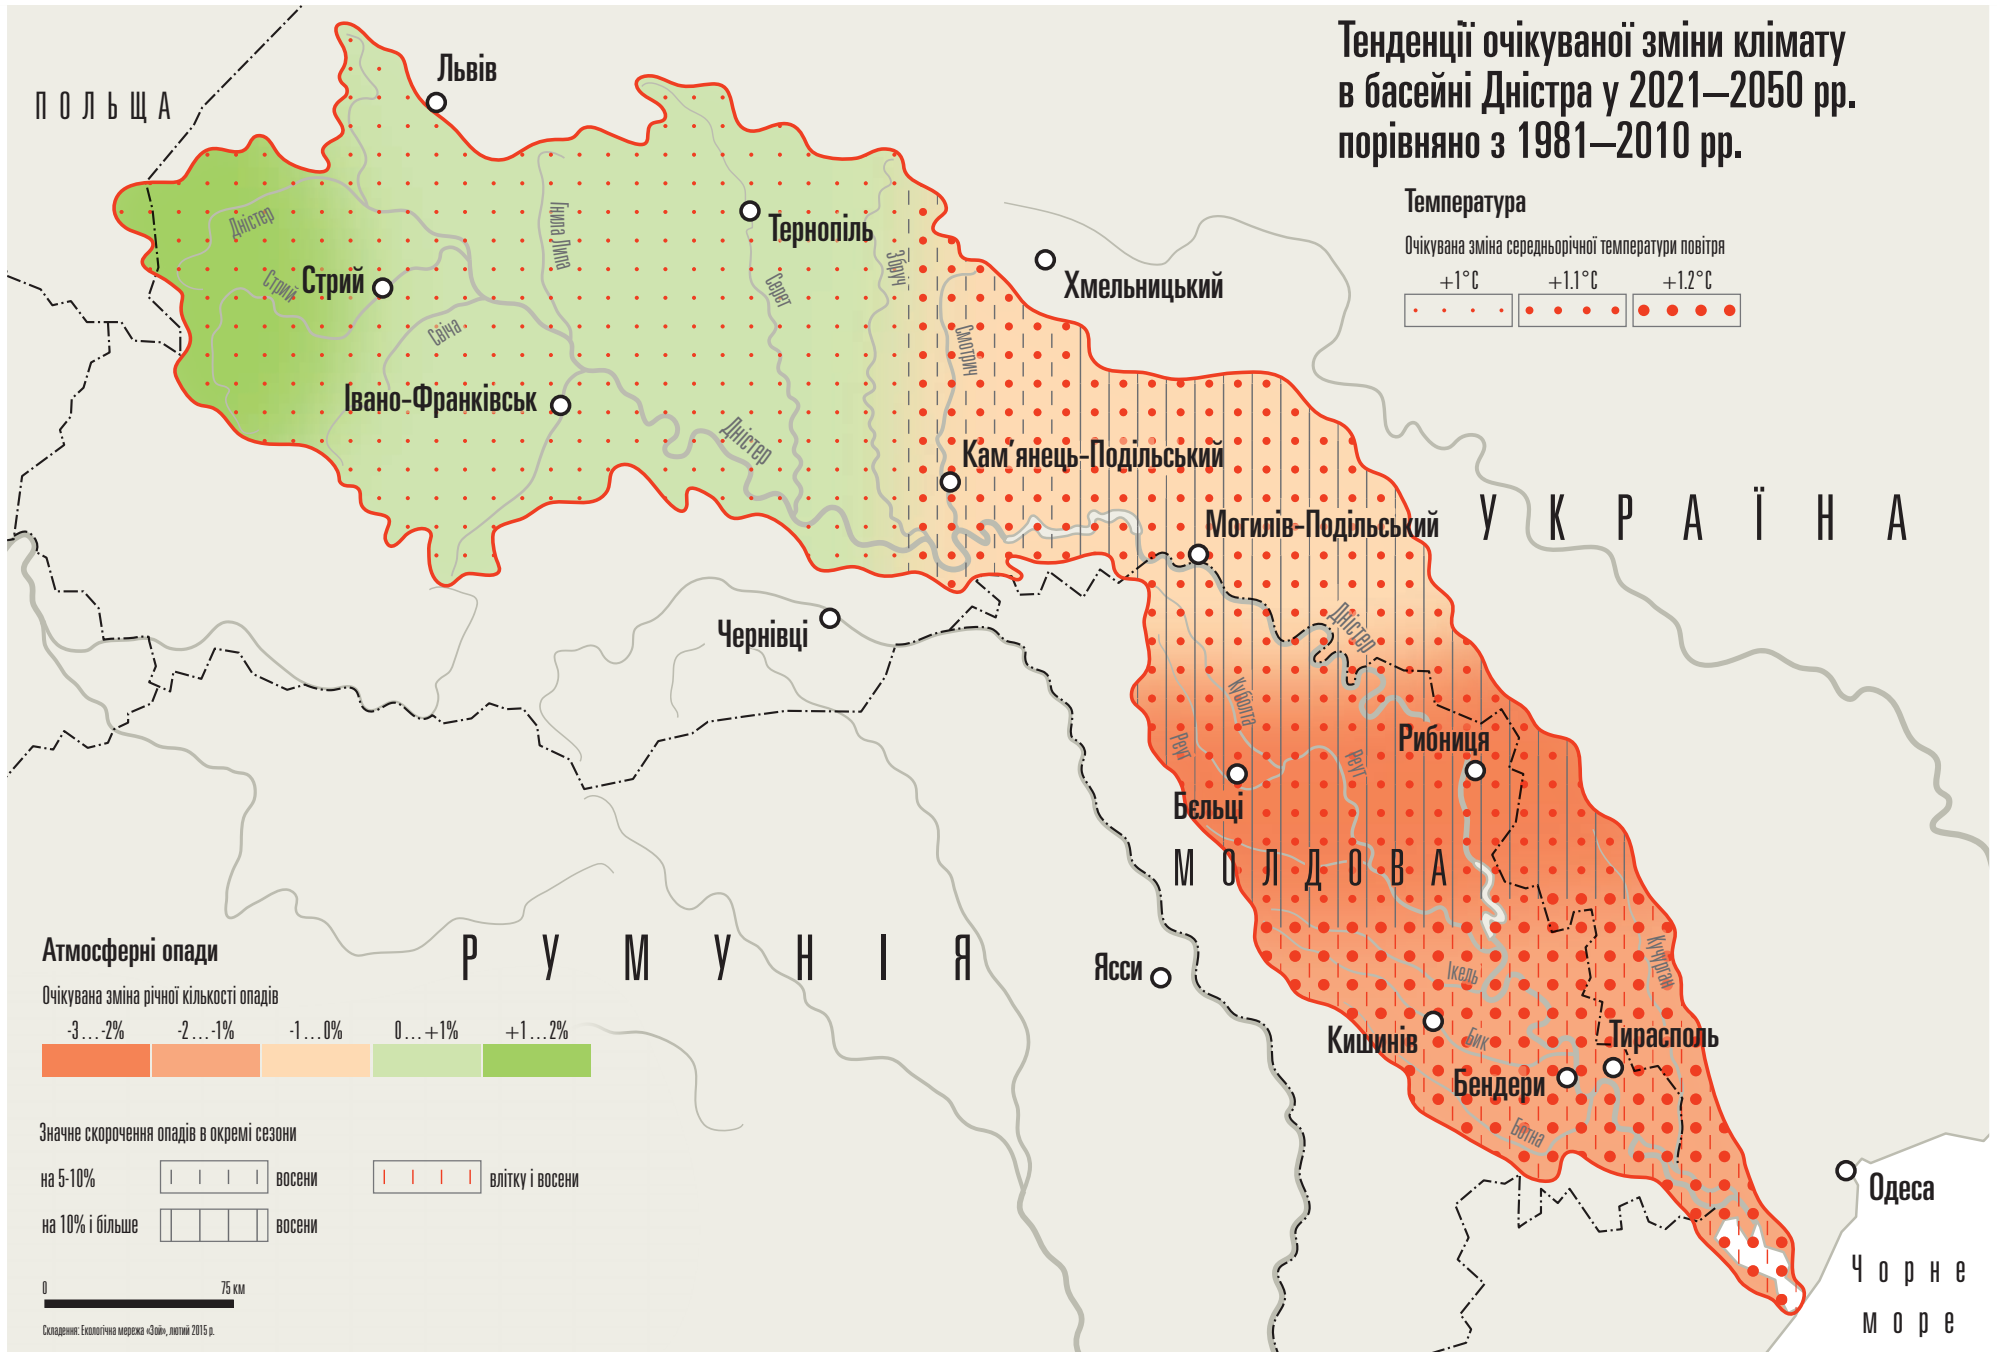 Тенденції очікуваної зміни клімату
в басейні Дністра у 2021–2050 рр.
порівняно з 1981–2010 рр.
Температура
Очікувана зміна середньорічної температури повітря
+1°C
+1.1°C
+1.2°C
ПОЛЬЩА
Львів
Дністер
Стрий
Стрий
Гнила Липа
Тернопіль
Серет
Збруч
Хмельницький
Свіча
Смотрич
Івано-Франківськ
Дністер
Кам'янець-Подільський
Могилів-Подільський
УКРАЇНА
Чернівці
Дністер
Куболта
Реут
Реут
Рибниця
Бєльці
МОЛДОВА
РУМУНІЯ
Ясси
Ікель
Кучурган
Кишинів
Бик
Тирасполь
Бендери
Ботна
Одеса
Чорне
море
Атмосферні опади
Очікувана зміна річної кількості опадів
-3...-2%
-2...-1%
-1...0%
0...+1%
+1...2%
Значне скорочення опадів в окремі сезони
на 5-10%
восени
влітку і восени
на 10% і більше
восени
0
75 км
Складення: Екологічна мережа «Зой», лютий 2015 р.